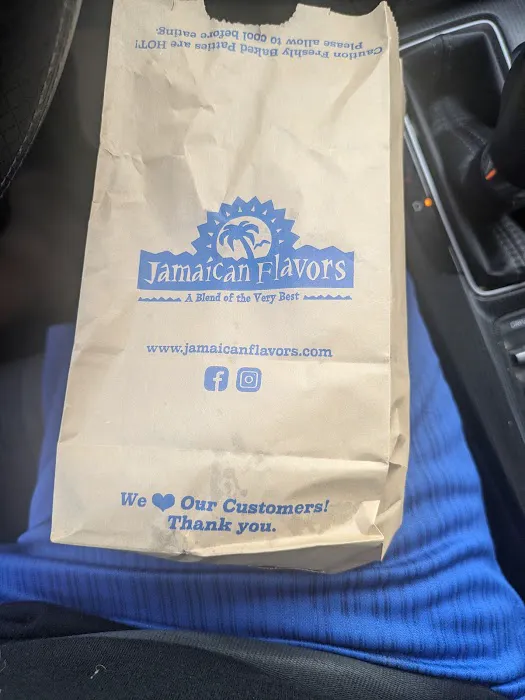 Caution Freshly Baked Patties are HOT!
Please allow to cool before eating.
Jamaican Flavors
A Blend of the Very Best
www.jamaicanflavors.com
We ❤ Our Customers!
Thank you.